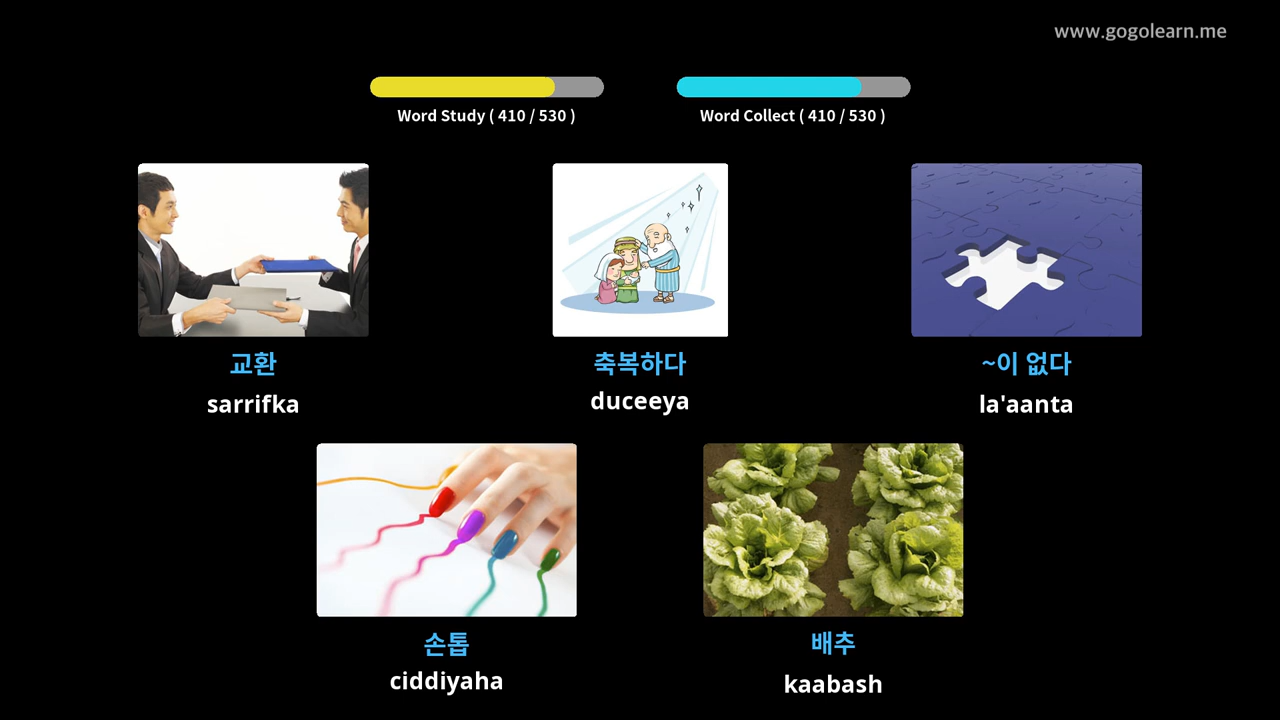 www.gogolearn.me
Word Study ( 410 / 530 )
Word Collect ( 410 / 530 )
교환
sarrifka
축복하다
duceeya
~이 없다
la'aanta
손톱
ciddiyaha
배추
kaabash